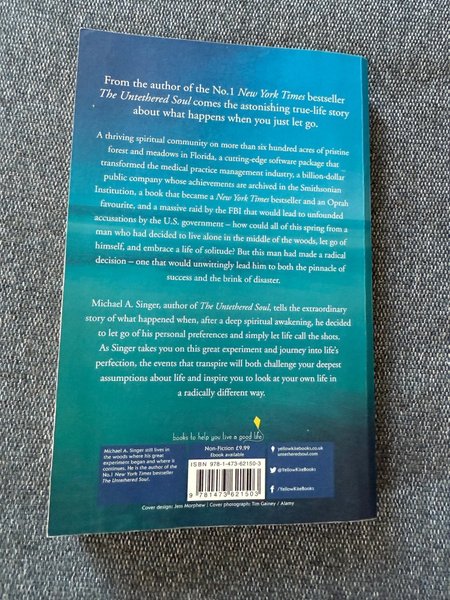 From the author of the No.1 New York Times bestseller
The Untethered Soul comes the astonishing true-life story
about what happens when you just let go.
A thriving spiritual community on more than six hundred acres of pristine
forest and meadows in Florida, a cutting-edge software package that
transformed the medical practice management industry, a billion-dollar
public company whose achievements are archived in the Smithsonian
Institution, a book that became a New York Times bestseller and an Oprah
favourite, and a massive raid by the FBI that would lead to unfounded
accusations by the U.S. government – how could all of this spring from a
man who had decided to live alone in the middle of the woods, let go of
himself, and embrace a life of solitude? But this man had made a radical
decision – one that would unwittingly lead him to both the pinnacle of
success and the brink of disaster.
Michael A. Singer, author of The Untethered Soul, tells the extraordinary
story of what happened when, after a deep spiritual awakening, he decided
to let go of his personal preferences and simply let life call the shots.
As Singer takes you on this great experiment and journey into life's
perfection, the events that transpire will both challenge your deepest
assumptions about life and inspire you to look at your own life in
a radically different way.
books to help you live a good life
Michael A. Singer still lives in
the woods where his great
experiment began and where it
continues. He is the author of the
No.1 New York Times bestseller
The Untethered Soul.
Non-Fiction £9.99
Ebook available
ISBN 978-1-473-62150-3
9 781473 621503
yellowkitebooks.co.uk
untetheredsoul.com
@YellowKiteBooks
/YellowKiteBooks
Cover design: Jess Morphew | Cover photograph: Tim Gainey / Alamy